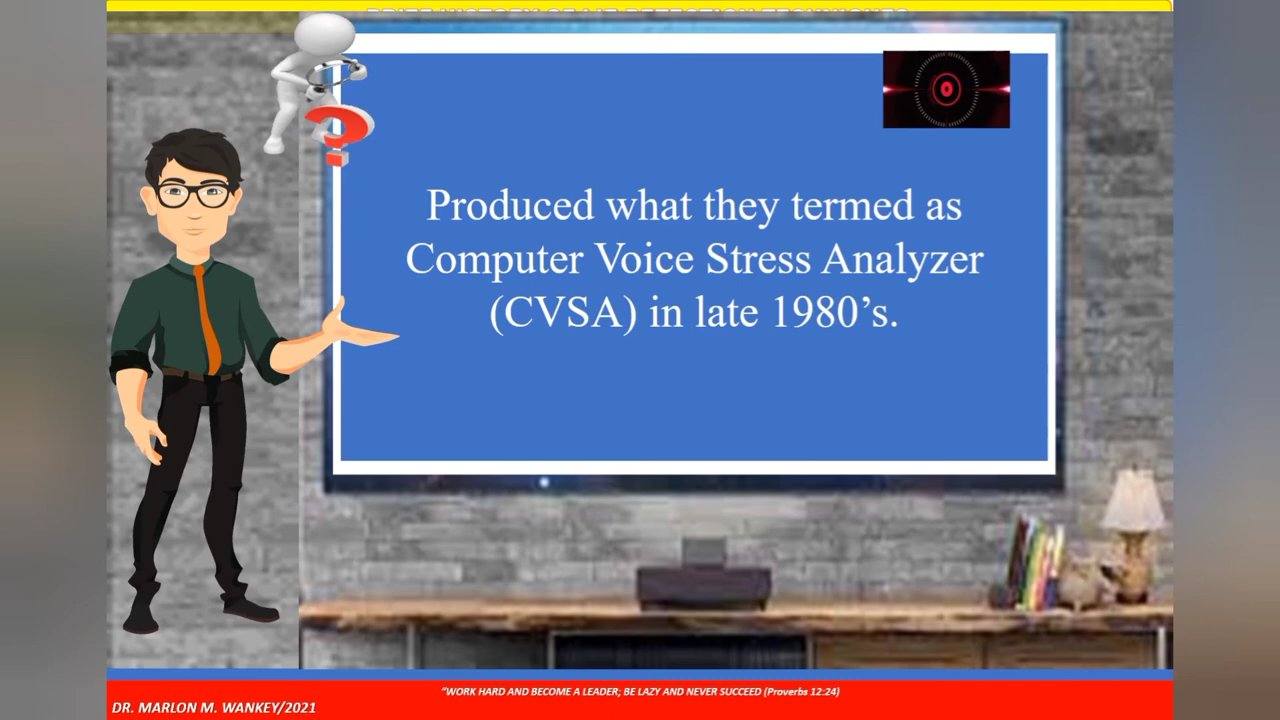 Produced what they termed as
Computer Voice Stress Analyzer
(CVSA) in late 1980’s.
“WORK HARD AND BECOME A LEADER; BE LAZY AND NEVER SUCCEED (Proverbs 12:24)
DR. MARLON M. WANKEY/2021